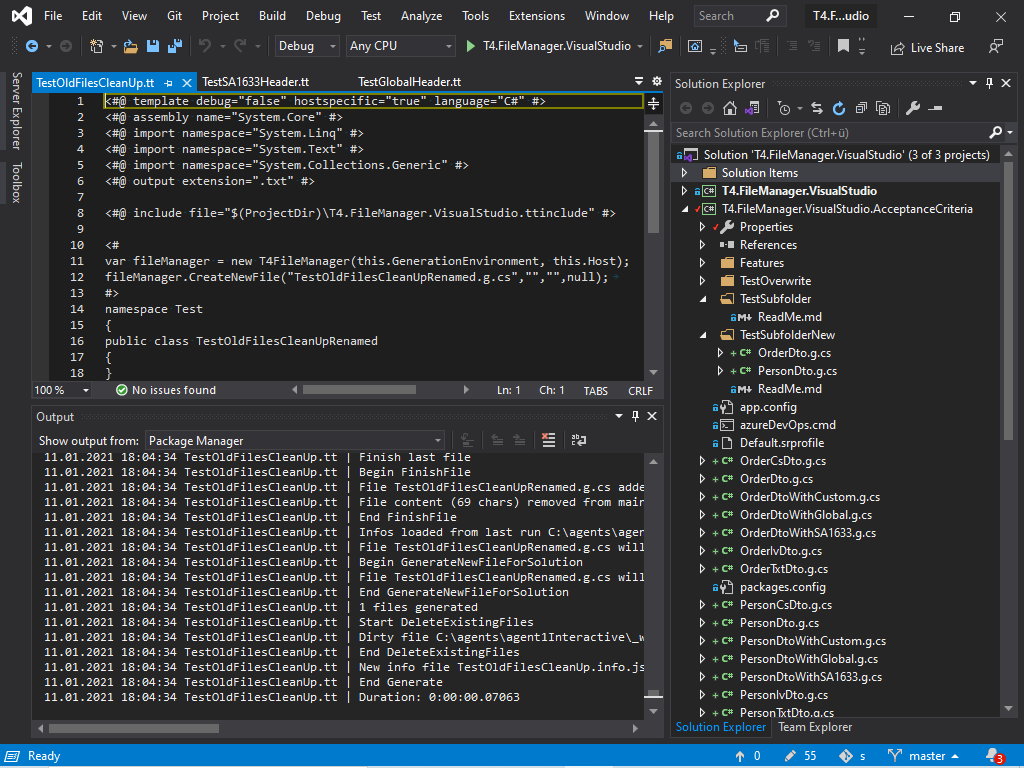 File Edit View Git Project Build Debug Test Analyze Tools Extensions Window Help Search T4.F...udio
Debug Any CPU T4.FileManager.VisualStudio Live Share
Server Explorer
Toolbox
TestOldFilesCleanUp.tt TestSA1633Header.tt TestGlobalHeader.tt
1 <#@ template debug="false" hostspecific="true" language="C#" #>
2 <#@ assembly name="System.Core" #>
3 <#@ import namespace="System.Linq" #>
4 <#@ import namespace="System.Text" #>
5 <#@ import namespace="System.Collections.Generic" #>
6 <#@ output extension=".txt" #>
7
8 <#@ include file="$(ProjectDir)\T4.FileManager.VisualStudio.ttinclude" #>
9
10 <#
11 var fileManager = new T4FileManager(this.GenerationEnvironment, this.Host);
12 fileManager.CreateNewFile("TestOldFilesCleanUpRenamed.g.cs","","",null);
13 #>
14 namespace Test
15 {
16 public class TestOldFilesCleanUpRenamed
17 {
18 }
100 % No issues found Ln: 1 Ch: 1 TABS CRLF
Output
Show output from: Package Manager
11.01.2021 18:04:34 TestOldFilesCleanUp.tt | Finish last file
11.01.2021 18:04:34 TestOldFilesCleanUp.tt | Begin FinishFile
11.01.2021 18:04:34 TestOldFilesCleanUp.tt | File TestOldFilesCleanUpRenamed.g.cs adde
11.01.2021 18:04:34 TestOldFilesCleanUp.tt | File content (69 chars) removed from main
11.01.2021 18:04:34 TestOldFilesCleanUp.tt | End FinishFile
11.01.2021 18:04:34 TestOldFilesCleanUp.tt | Infos loaded from last run C:\agents\agen
11.01.2021 18:04:34 TestOldFilesCleanUp.tt | File TestOldFilesCleanUpRenamed.g.cs will
11.01.2021 18:04:34 TestOldFilesCleanUp.tt | Begin GenerateNewFileForSolution
11.01.2021 18:04:34 TestOldFilesCleanUp.tt | File TestOldFilesCleanUpRenamed.g.cs will
11.01.2021 18:04:34 TestOldFilesCleanUp.tt | End GenerateNewFileForSolution
11.01.2021 18:04:34 TestOldFilesCleanUp.tt | 1 files generated
11.01.2021 18:04:34 TestOldFilesCleanUp.tt | Start DeleteExistingFiles
11.01.2021 18:04:34 TestOldFilesCleanUp.tt | Dirty file C:\agents\agent1Interactive\_w
11.01.2021 18:04:34 TestOldFilesCleanUp.tt | End DeleteExistingFiles
11.01.2021 18:04:34 TestOldFilesCleanUp.tt | New info file TestOldFilesCleanUp.info.js
11.01.2021 18:04:34 TestOldFilesCleanUp.tt | End Generate
11.01.2021 18:04:34 TestOldFilesCleanUp.tt | Duration: 0:00:00.07063
Solution Explorer
Search Solution Explorer (Ctrl+ü)
Solution 'T4.FileManager.VisualStudio' (3 of 3 projects)
Solution Items
C# T4.FileManager.VisualStudio
C# T4.FileManager.VisualStudio.AcceptanceCriteria
Properties
References
Features
TestOverwrite
TestSubfolder
M+ ReadMe.md
TestSubfolderNew
+ C# OrderDto.g.cs
+ C# PersonDto.g.cs
M+ ReadMe.md
app.config
azureDevOps.cmd
Default.srprofile
+ C# OrderCsDto.g.cs
+ C# OrderDto.g.cs
+ C# OrderDtoWithCustom.g.cs
+ C# OrderDtoWithGlobal.g.cs
+ C# OrderDtoWithSA1633.g.cs
+ C# OrderIvDto.g.cs
+ C# OrderTxtDto.g.cs
packages.config
+ C# PersonCsDto.g.cs
+ C# PersonDto.g.cs
+ C# PersonDtoWithCustom.g.cs
+ C# PersonDtoWithGlobal.g.cs
+ C# PersonDtoWithSA1633.g.cs
+ C# PersonIvDto.g.cs
+ C# PersonTxtDto.g.cs
Solution Explorer Team Explorer
Ready 0 55 s master 3